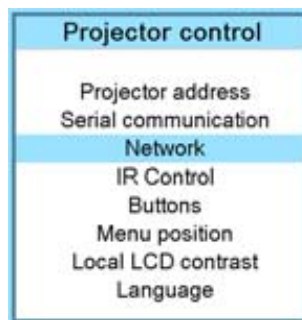 Projector control
Projector address
Serial communication
Network
IR Control
Buttons
Menu position
Local LCD contrast
Language